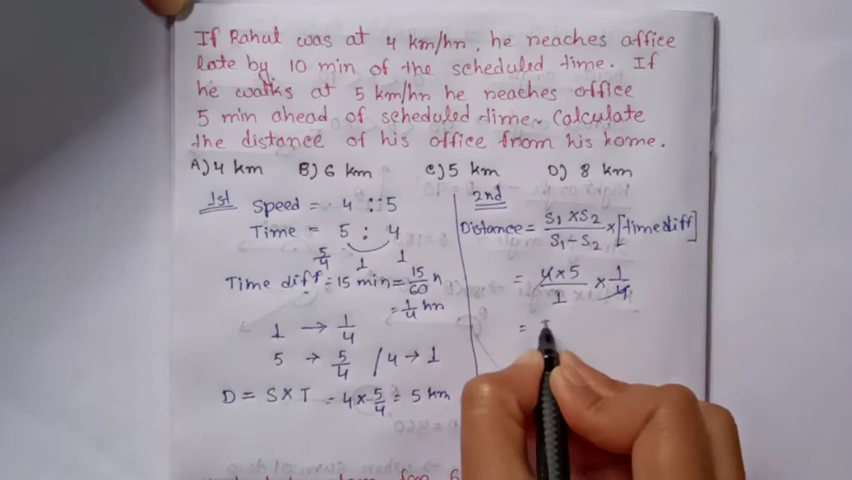 If Rahul was at 4 km/hr, he reaches office
late by 10 min of the scheduled time. If
he walks at 5 km/hr he reaches office
5 min ahead of scheduled time. Calculate
the distance of his office from his home.
A) 4 km B) 6 km C) 5 km D) 8 km
1st
Speed = 4 :: 5
Time = 5 : 4
5/4 1 1
Time diff = 15 min = 15/60 h
= 1/4 hr
1 → 1/4
5 → 5/4 / 4 → 1
D = S X T = 4 x 5/4 = 5 km
2nd
Distance = S1 x S2 / S1 - S2 x [time diff]
= 4 x 5 / 1 x 1/4
=